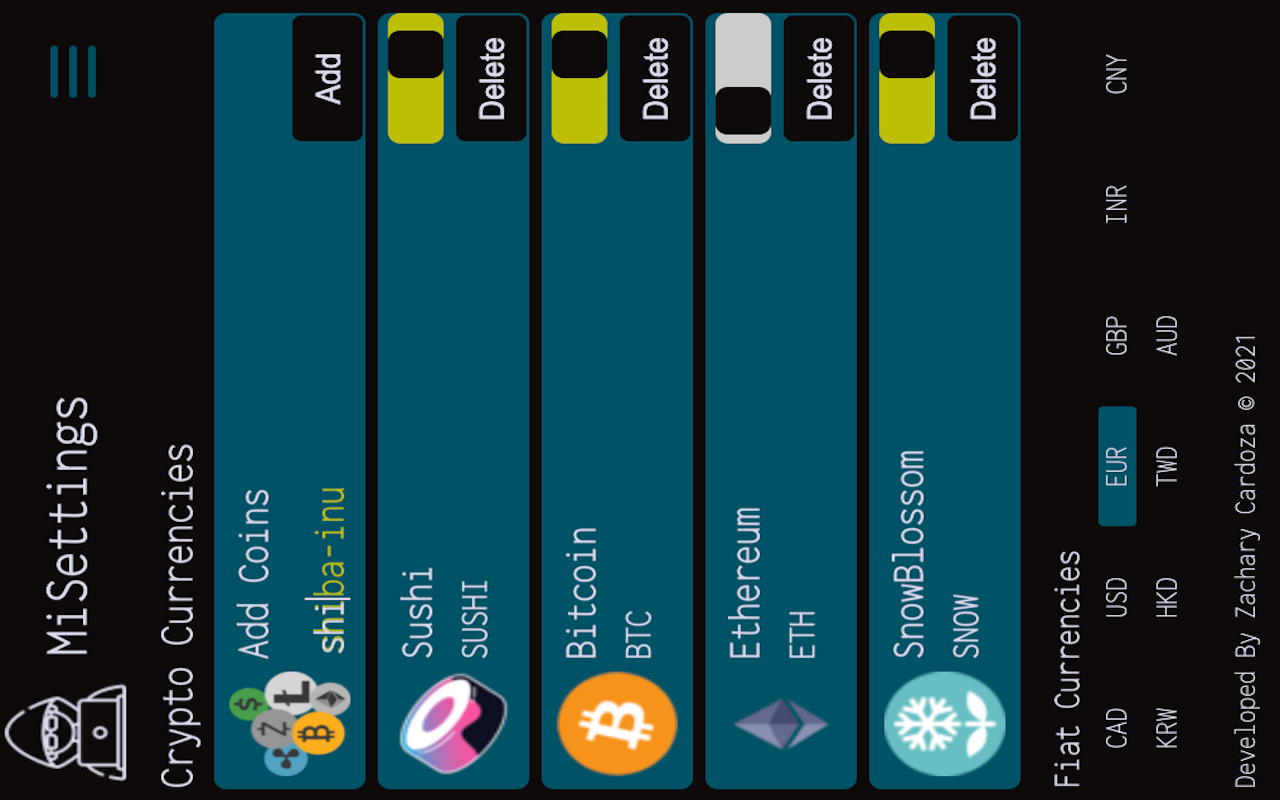 MiSettings
Crypto Currencies
Add Coins
shiba-inu
Add
Sushi
SUSHI
Delete
Bitcoin
BTC
Delete
Ethereum
ETH
Delete
SnowBlossom
SNOW
Delete
Fiat Currencies
CAD USD EUR GBP INR CNY
KRW HKD TWD AUD
Developed By Zachary Cardoza © 2021